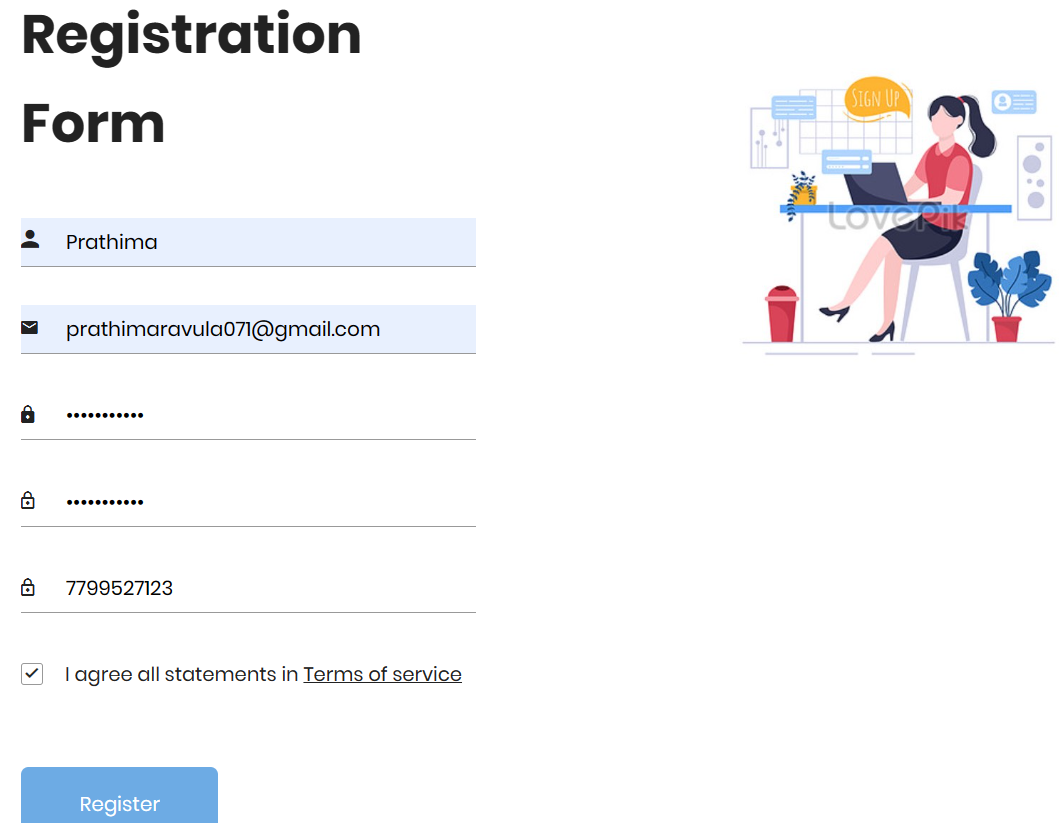 Registration
Form
SIGN UP
LovePik
Prathima
prathimaravula071@gmail.com
•••••••••••
•••••••••••
7799527123
I agree all statements in Terms of service
Register